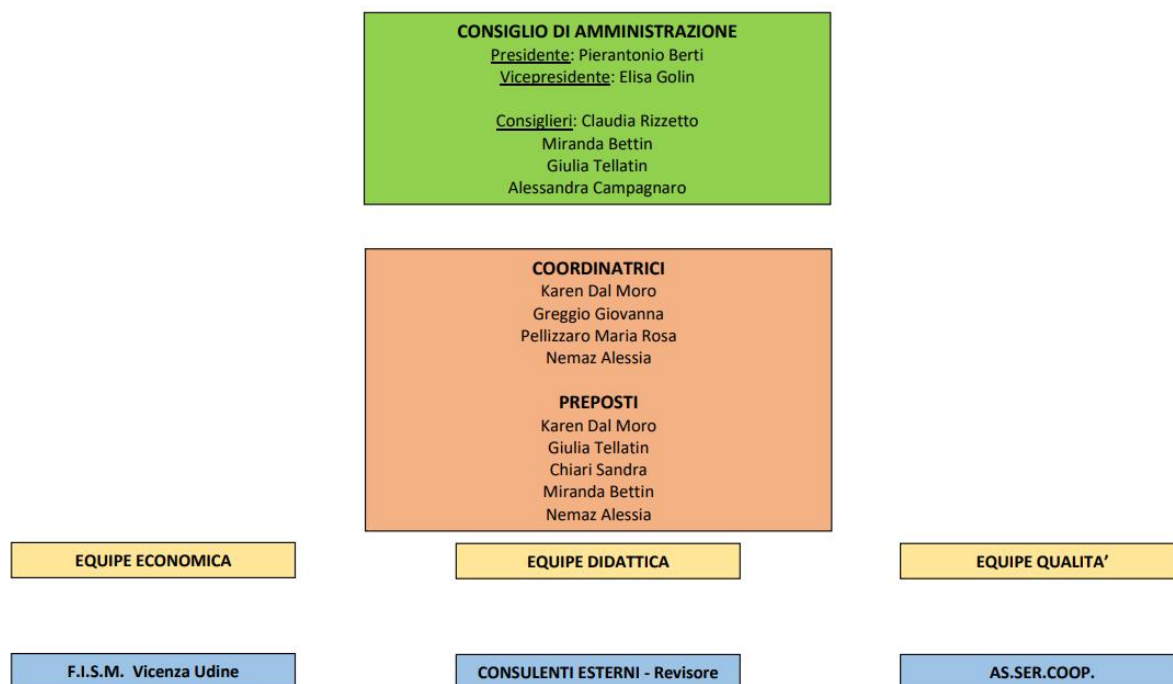 CONSIGLIO DI AMMINISTRAZIONE
Presidente: Pierantonio Berti
Vicepresidente: Elisa Golin
Consiglieri: Claudia Rizzetto
Miranda Bettin
Giulia Tellatin
Alessandra Campagnaro
COORDINATRICI
Karen Dal Moro
Greggio Giovanna
Pellizzaro Maria Rosa
Nemaz Alessia
PREPOSTI
Karen Dal Moro
Giulia Tellatin
Chiari Sandra
Miranda Bettin
Nemaz Alessia
EQUIPE ECONOMICA
EQUIPE DIDATTICA
EQUIPE QUALITA’
F.I.S.M. Vicenza Udine
CONSULENTI ESTERNI - Revisore
AS.SER.COOP.